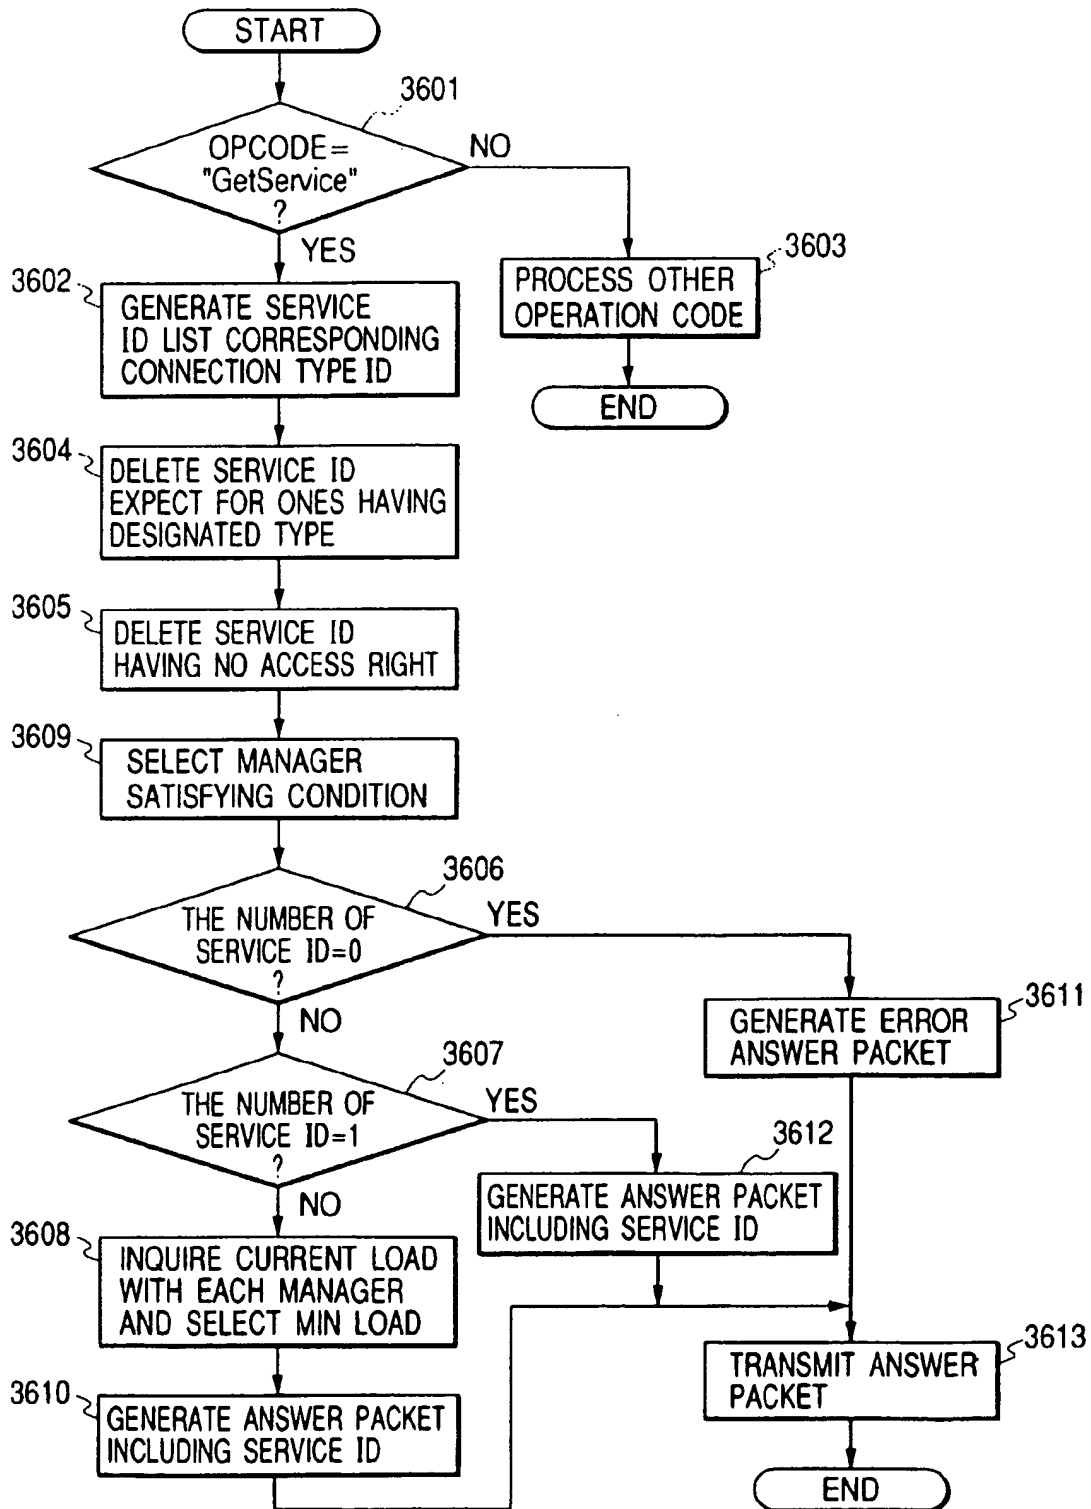 START
3601
OPCODE=
"GetService"
?
NO
YES
3602
GENERATE SERVICE
ID LIST CORRESPONDING
CONNECTION TYPE ID
3603
PROCESS OTHER
OPERATION CODE
END
3604
DELETE SERVICE ID
EXPECT FOR ONES HAVING
DESIGNATED TYPE
3605
DELETE SERVICE ID
HAVING NO ACCESS RIGHT
3609
SELECT MANAGER
SATISFYING CONDITION
3606
THE NUMBER OF
SERVICE ID=0
?
YES
NO
3611
GENERATE ERROR
ANSWER PACKET
3607
THE NUMBER OF
SERVICE ID=1
?
YES
NO
3612
GENERATE ANSWER PACKET
INCLUDING SERVICE ID
3608
INQUIRE CURRENT LOAD
WITH EACH MANAGER
AND SELECT MIN LOAD
3610
GENERATE ANSWER PACKET
INCLUDING SERVICE ID
3613
TRANSMIT ANSWER
PACKET
END